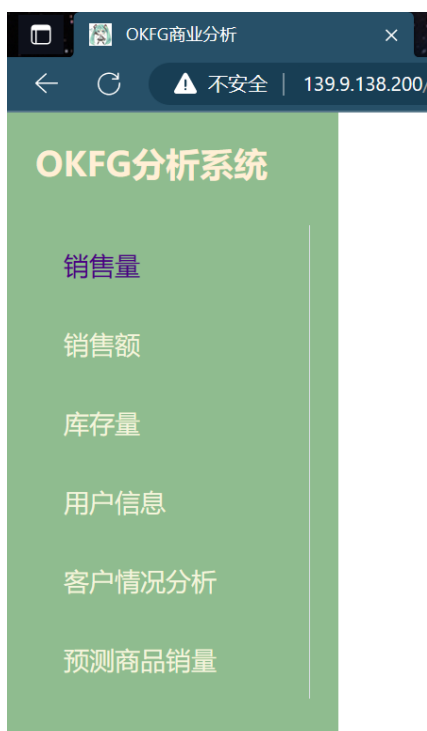 OKFG商业分析
不安全 | 139.9.138.200/
OKFG分析系统
销售量
销售额
库存量
用户信息
客户情况分析
预测商品销量